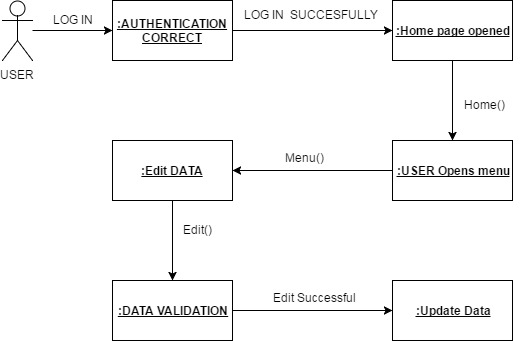 LOG IN
:AUTHENTICATION
CORRECT
LOG IN  SUCCESFULLY
:Home page opened
USER
Home()
:Edit DATA
Menu()
:USER Opens menu
Edit()
:DATA VALIDATION
Edit Successful
:Update Data